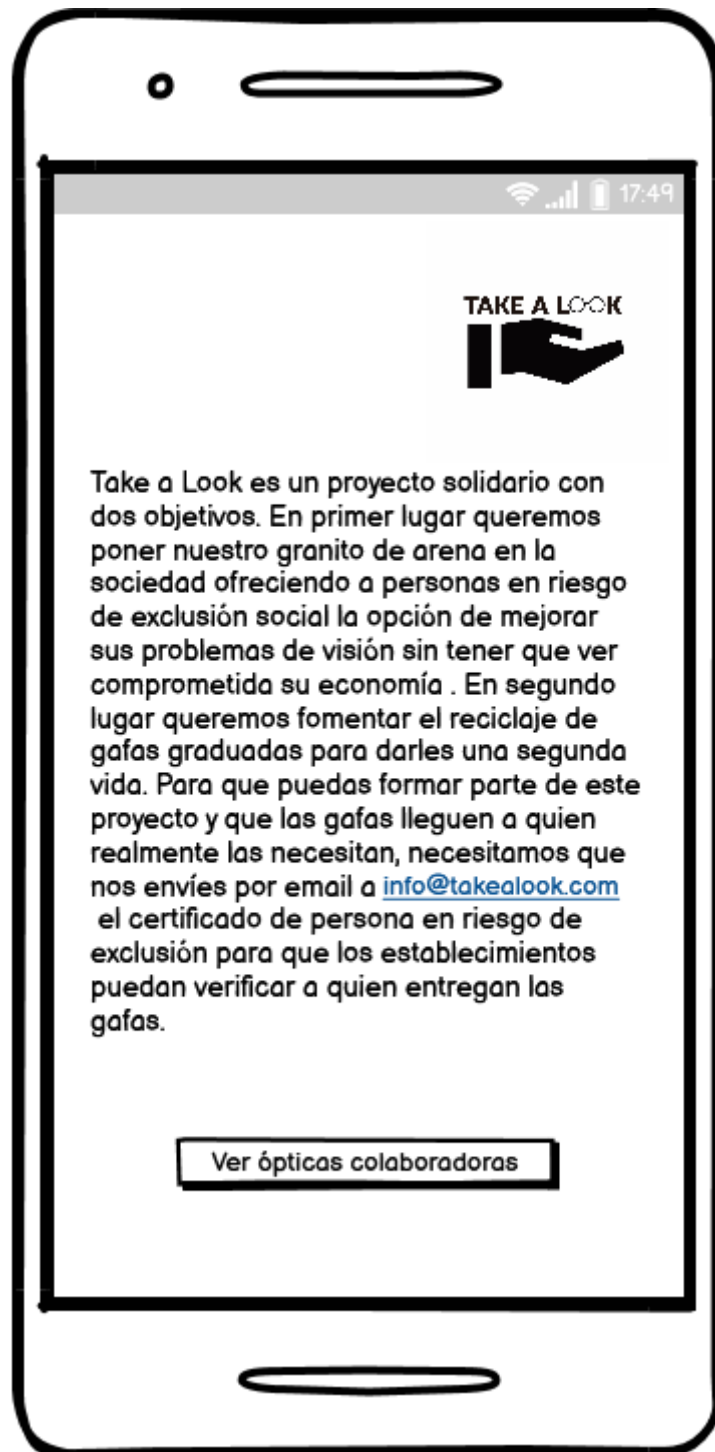 17:49
TAKE A LOOK
Take a Look es un proyecto solidario con
dos objetivos. En primer lugar queremos
poner nuestro granito de arena en la
sociedad ofreciendo a personas en riesgo
de exclusión social la opción de mejorar
sus problemas de visión sin tener que ver
comprometida su economía . En segundo
lugar queremos fomentar el reciclaje de
gafas graduadas para darles una segunda
vida. Para que puedas formar parte de este
proyecto y que las gafas lleguen a quien
realmente las necesitan, necesitamos que
nos envíes por email a info@takealook.com
el certificado de persona en riesgo de
exclusión para que los establecimientos
puedan verificar a quien entregan las
gafas.
Ver ópticas colaboradoras